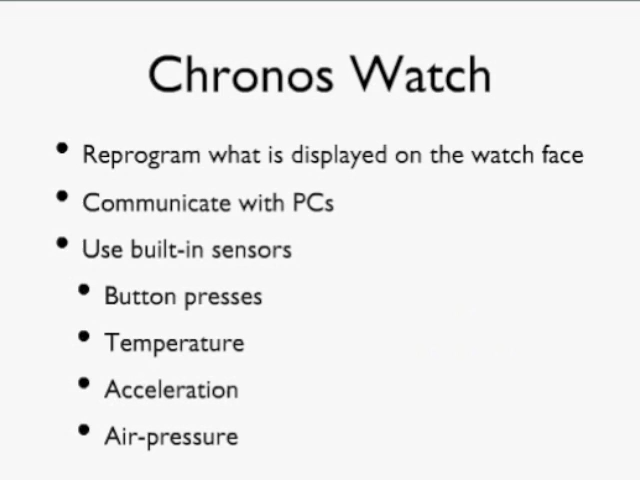 Chronos Watch
• Reprogram what is displayed on the watch face
• Communicate with PCs
• Use built-in sensors
• Button presses
• Temperature
• Acceleration
• Air-pressure